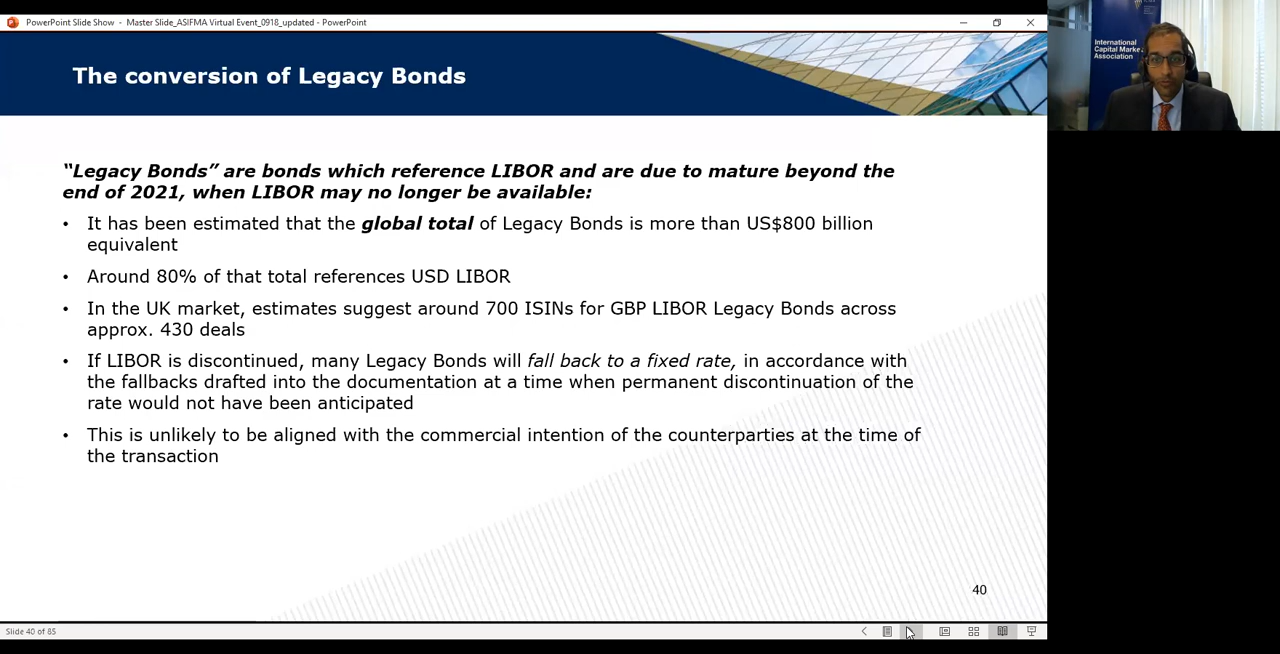 PowerPoint Slide Show - Master Slide_ASIFMA Virtual Event_0918_updated - PowerPoint
The conversion of Legacy Bonds
International
Capital Market
Association
“Legacy Bonds” are bonds which reference LIBOR and are due to mature beyond the
end of 2021, when LIBOR may no longer be available:
• It has been estimated that the global total of Legacy Bonds is more than US$800 billion
equivalent
• Around 80% of that total references USD LIBOR
• In the UK market, estimates suggest around 700 ISINs for GBP LIBOR Legacy Bonds across
approx. 430 deals
• If LIBOR is discontinued, many Legacy Bonds will fall back to a fixed rate, in accordance with
the fallbacks drafted into the documentation at a time when permanent discontinuation of the
rate would not have been anticipated
• This is unlikely to be aligned with the commercial intention of the counterparties at the time of
the transaction
40
Slide 40 of 85